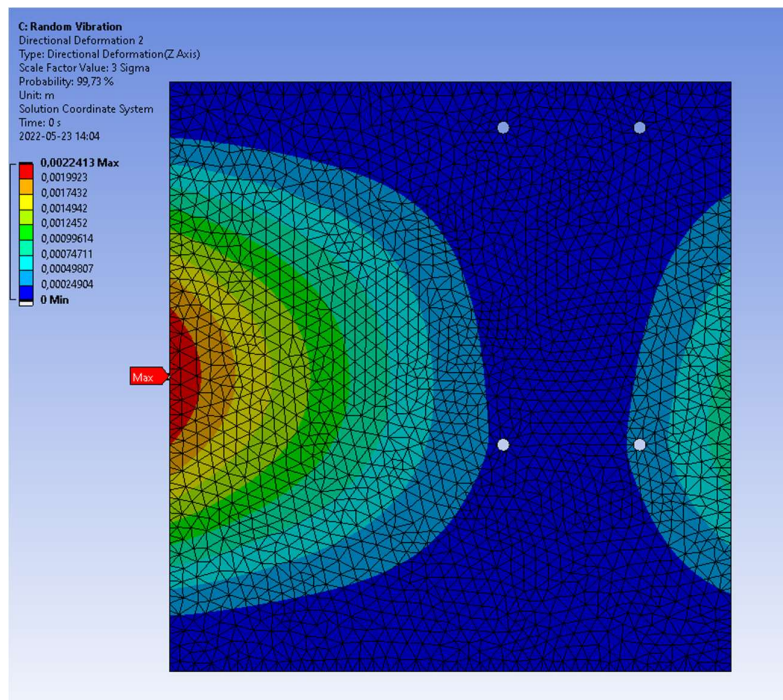 C: Random Vibration
Directional Deformation 2
Type: Directional Deformation(Z Axis)
Scale Factor Value: 3 Sigma
Probability: 99,73 %
Unit: m
Solution Coordinate System
Time: 0 s
2022-05-23 14:04
0,0022413 Max
0,0019923
0,0017432
0,0014942
0,0012452
0,00099614
0,00074711
0,00049807
0,00024904
0 Min
Max